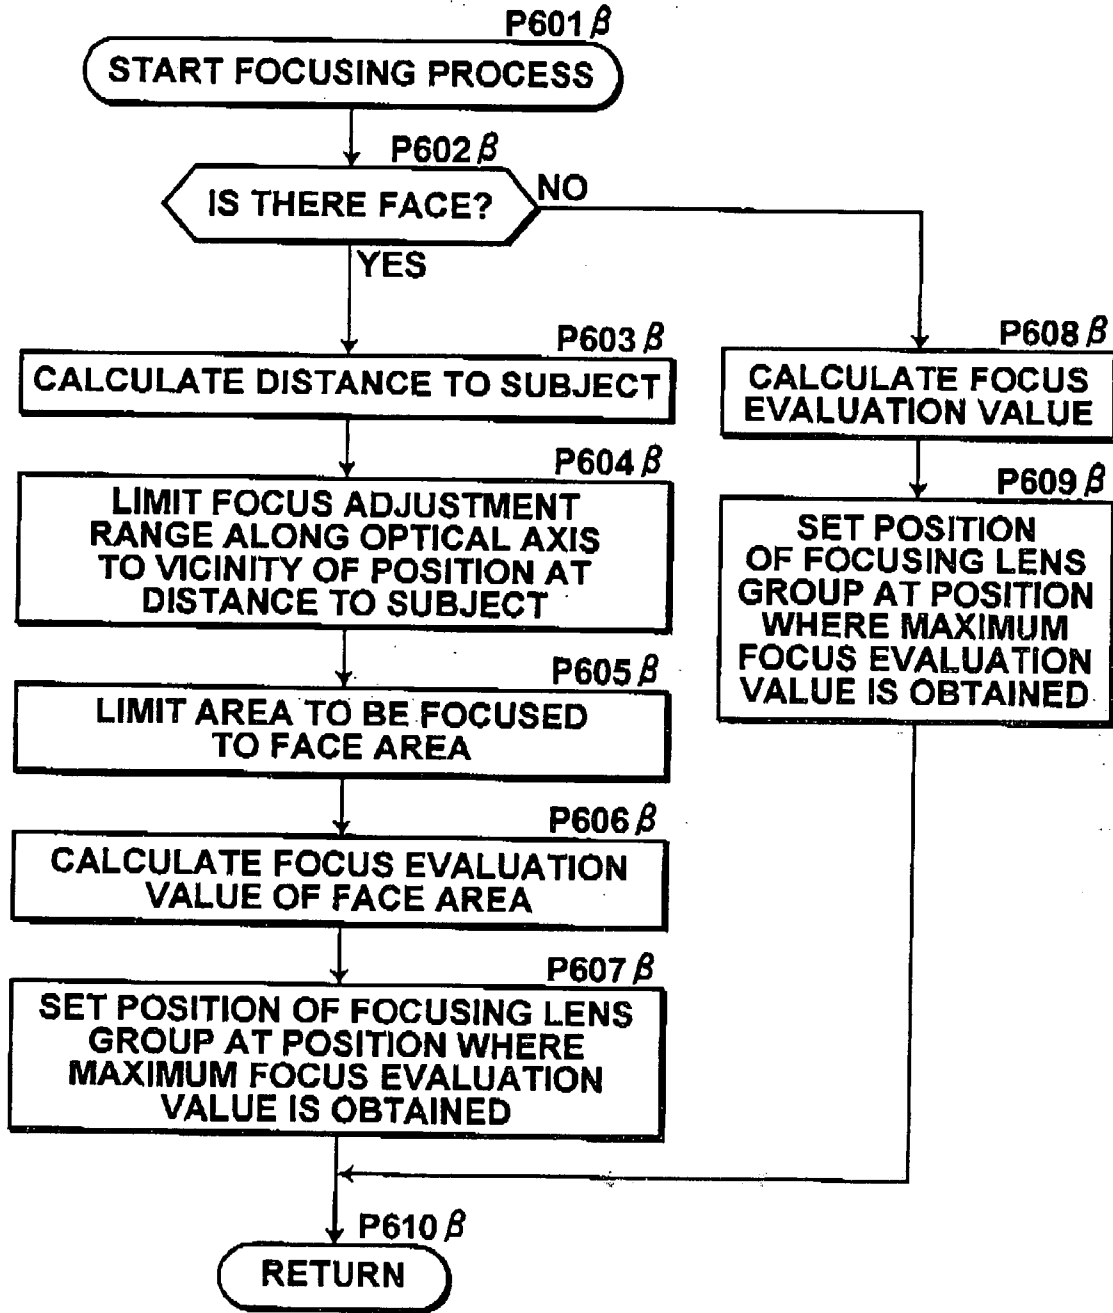 P601β
START FOCUSING PROCESS
P602β
IS THERE FACE?
NO
YES
P603β
CALCULATE DISTANCE TO SUBJECT
P604β
LIMIT FOCUS ADJUSTMENT
RANGE ALONG OPTICAL AXIS
TO VICINITY OF POSITION AT
DISTANCE TO SUBJECT
P605β
LIMIT AREA TO BE FOCUSED
TO FACE AREA
P606β
CALCULATE FOCUS EVALUATION
VALUE OF FACE AREA
P607β
SET POSITION OF FOCUSING LENS
GROUP AT POSITION WHERE
MAXIMUM FOCUS EVALUATION
VALUE IS OBTAINED
P608β
CALCULATE FOCUS
EVALUATION VALUE
P609β
SET POSITION
OF FOCUSING LENS
GROUP AT POSITION
WHERE MAXIMUM
FOCUS EVALUATION
VALUE IS OBTAINED
P610β
RETURN